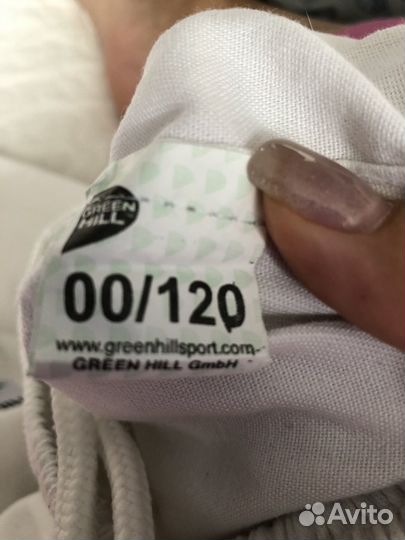 GREEN
HILL
00/120
www.greenhillsport.com
GREEN HILL GmbH
Avito